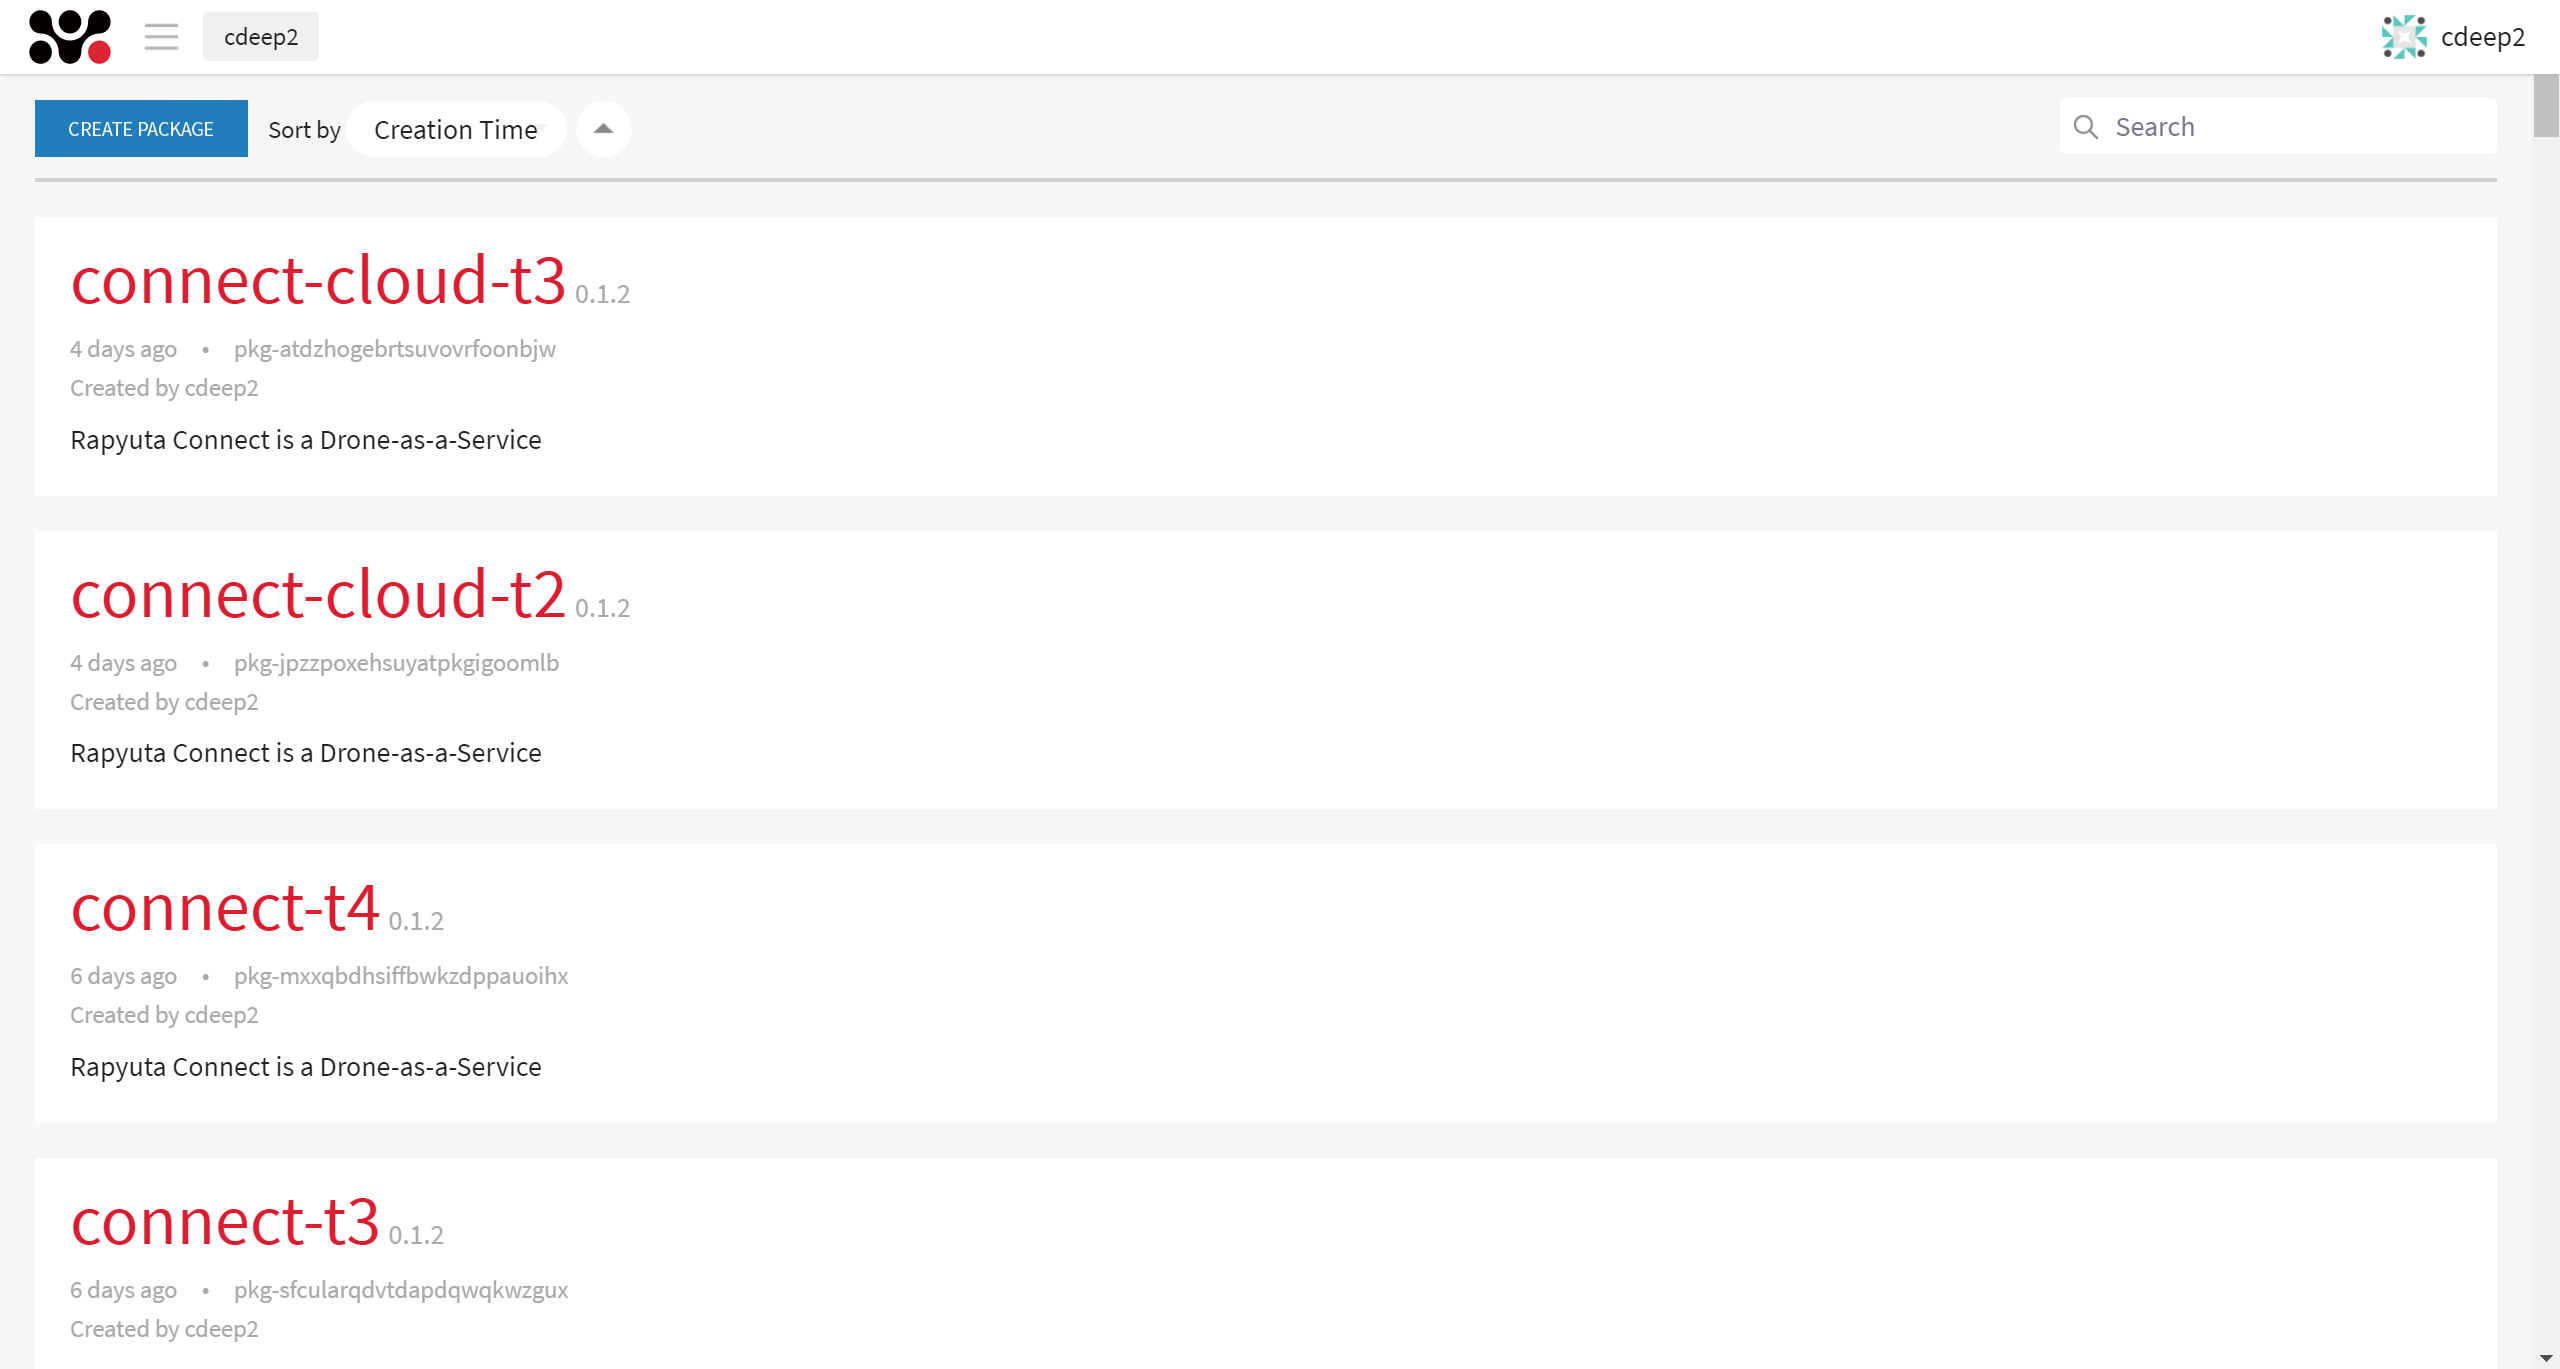 cdeep2
cdeep2
CREATE PACKAGE
Sort by
Creation Time
Search
connect-cloud-t3 0.1.2
4 days ago • pkg-atdzhogebrtsuvovrfoonbjw
Created by cdeep2
Rapyuta Connect is a Drone-as-a-Service
connect-cloud-t2 0.1.2
4 days ago • pkg-jpzzpoxehsuyatpkgigoomlb
Created by cdeep2
Rapyuta Connect is a Drone-as-a-Service
connect-t4 0.1.2
6 days ago • pkg-mxxqbdhsiffbwkzdppauoihx
Created by cdeep2
Rapyuta Connect is a Drone-as-a-Service
connect-t3 0.1.2
6 days ago • pkg-sfcularqdvtdapdqwqkwzgux
Created by cdeep2